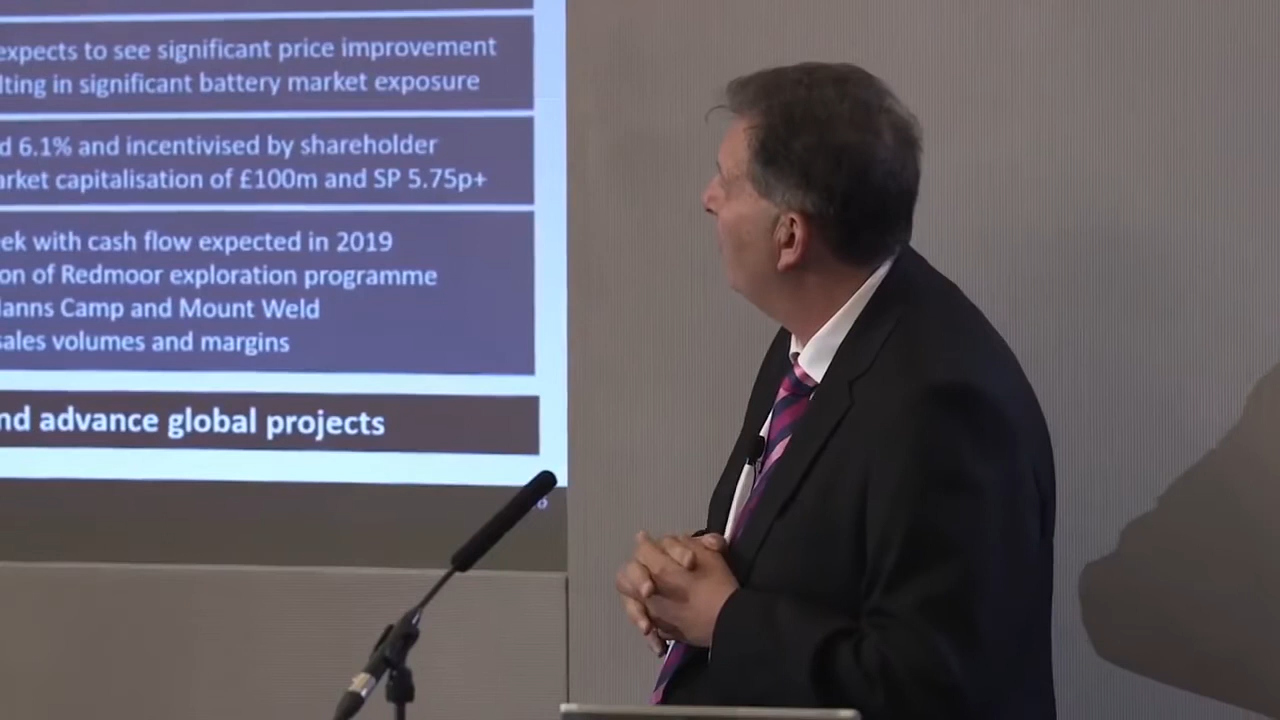 expects to see significant price improvement
lting in significant battery market exposure
d 6.1% and incentivised by shareholder
arket capitalisation of £100m and SP 5.75p+
ek with cash flow expected in 2019
on of Redmoor exploration programme
anns Camp and Mount Weld
sales volumes and margins
nd advance global projects